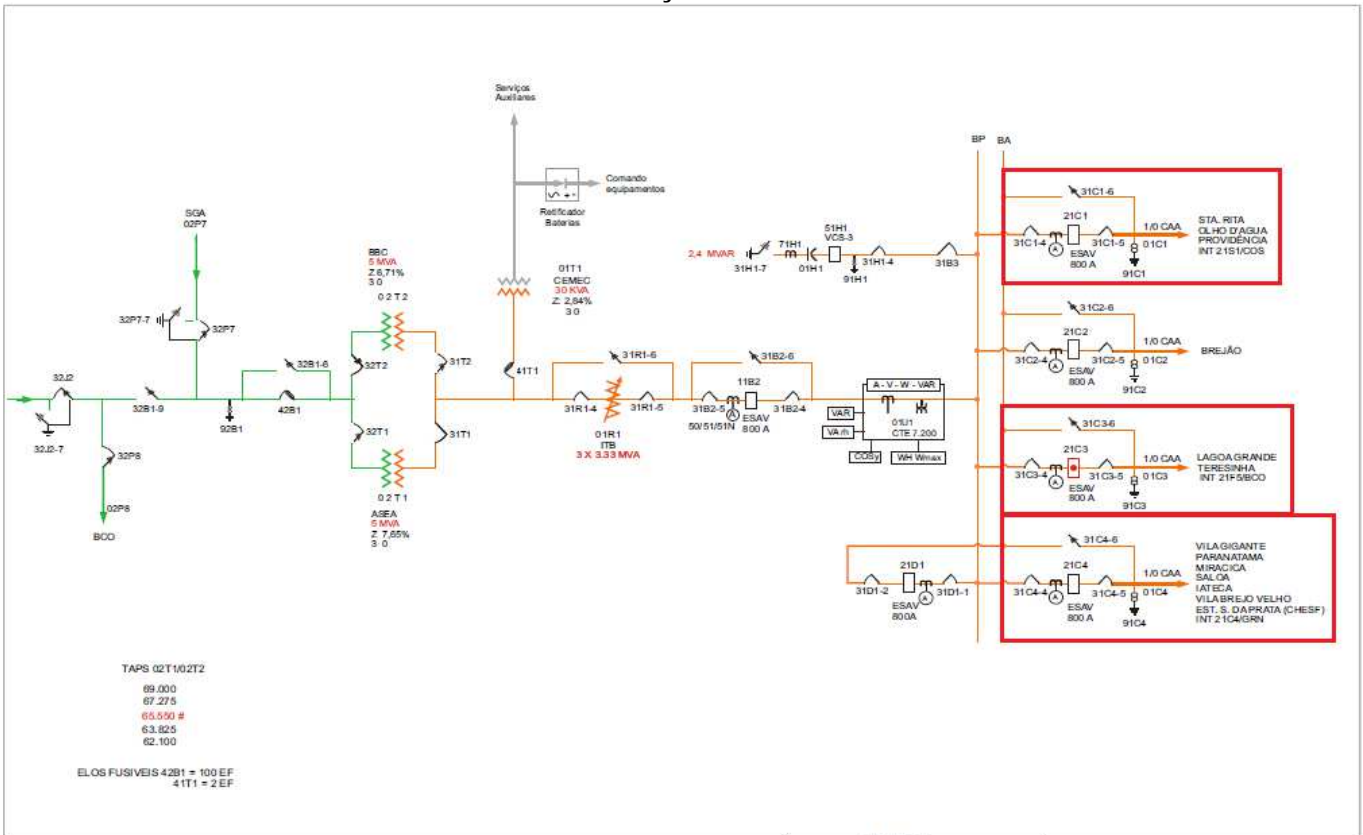 Serviços
Auxiliares
Comando
equipamentos
Retificador
Baterias
SGA
02P7
32P7-7
32P7
32J2
32J2-7
32B1-9
92B1
32B1-6
42B1
32P8
02P8
BCO
BBC
5 MVA
Z 6,71%
3 0
0 2 T 2
32T2
31T2
32T1
31T1
0 2 T 1
ASEA
5 MVA
Z 7,65%
3 0
01T1
CEMEC
30 KVA
Z: 2,84%
3 0
41T1
31R1-6
31R1-4
31R1-5
01R1
ITB
3 X 3.33 MVA
31B2-6
11B2
31B2-5
31B2-4
A
50/51/51N
ESAV
800 A
A - V - W - VAR
VAR
VArh
01U1
CTE 7.200
COSy
WH Wmax
2,4 MVAR
31H1-7
71H1
01H1
51H1
VCS-3
91H1
31H1-4
31B3
BP
BA
31C1-6
21C1
31C1-4
A
31C1-5
ESAV
800 A
1/0 CAA
01C1
91C1
STA. RITA
OLHO D'AGUA
PROVIDÊNCIA
INT 21S1/COS
31C2-6
21C2
31C2-4
A
31C2-5
ESAV
800 A
1/0 CAA
01C2
91C2
BREJÃO
31C3-6
21C3
31C3-4
A
31C3-5
ESAV
800 A
1/0 CAA
01C3
91C3
LAGOA GRANDE
TERESINHA
INT 21F5/BCO
31C4-6
21C4
31C4-4
A
31C4-5
ESAV
800 A
1/0 CAA
01C4
91C4
VILA GIGANTE
PARANATAMA
MIRACICA
SALOA
IATECA
VILA BREJO VELHO
EST. S. DA PRATA (CHESF)
INT 21C4/GRN
21D1
31D1-2
A
31D1-1
ESAV
800A
TAPS 02T1/02T2
69.000
67.275
65.550 #
63.825
62.100
ELOS FUSIVEIS 42B1 = 100 EF
41T1 = 2 EF